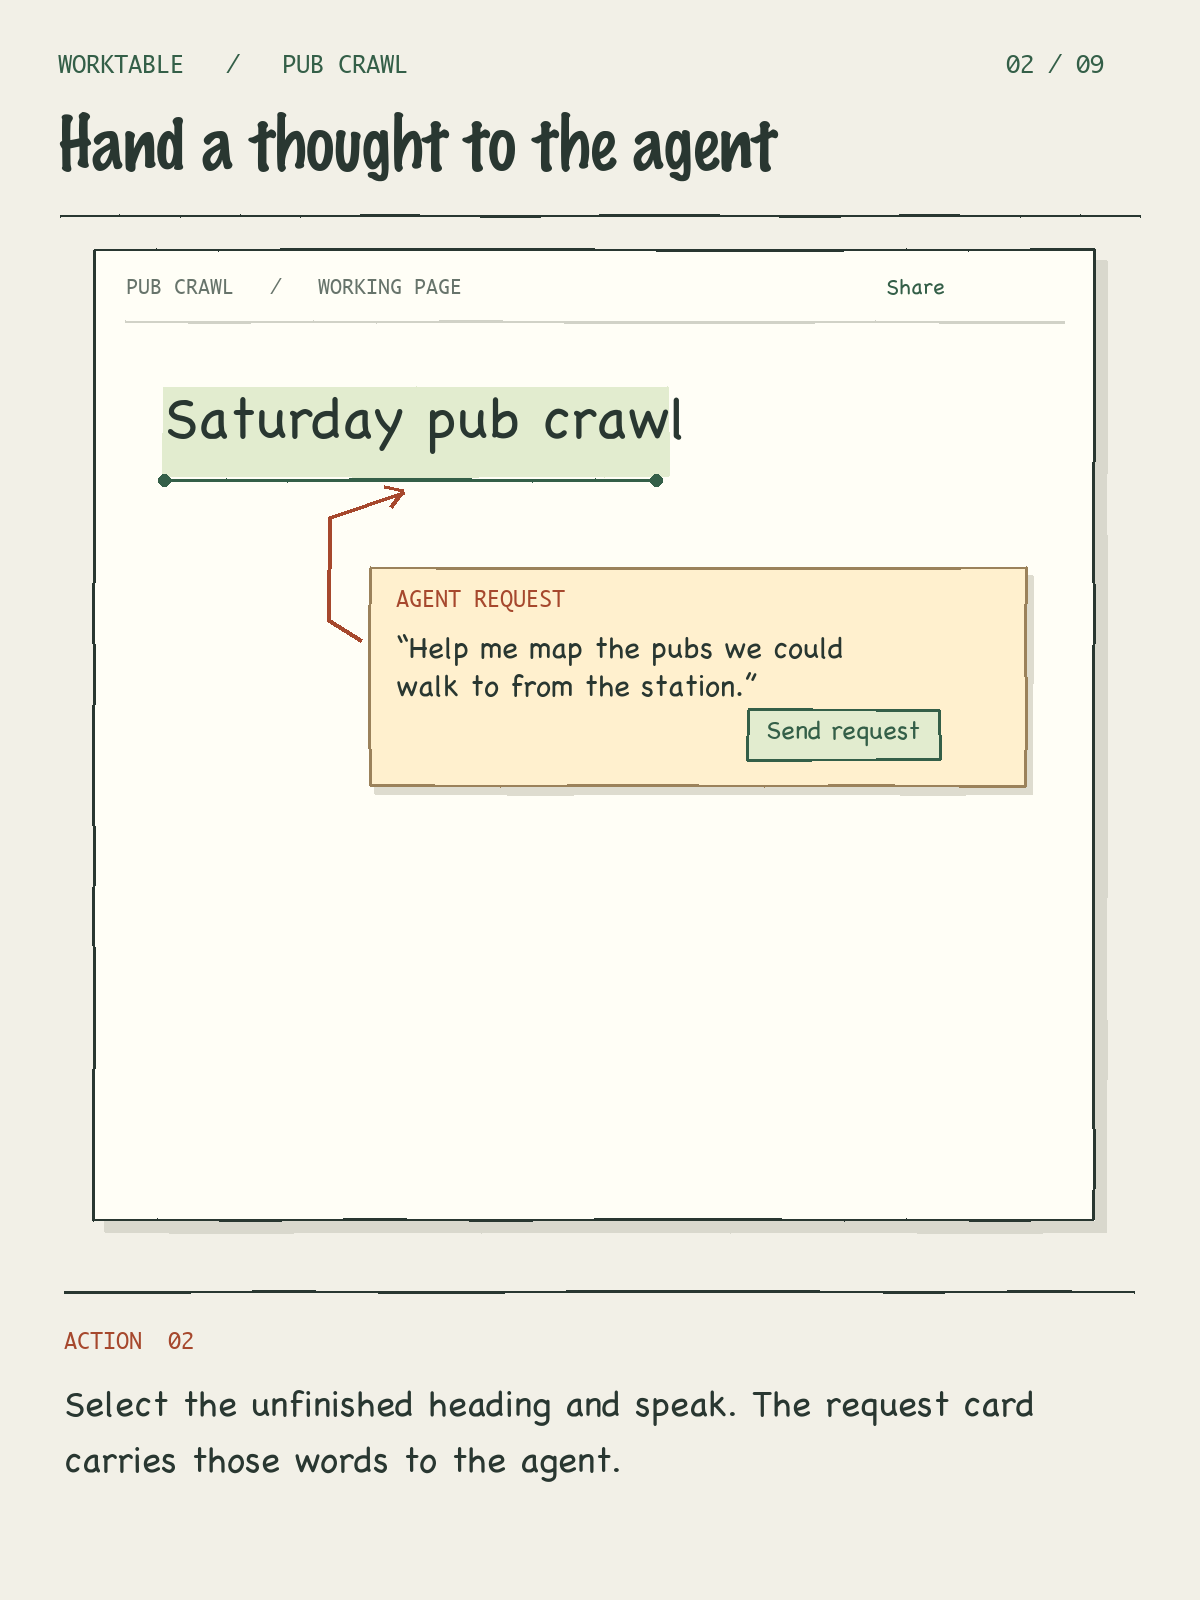 WORKTABLE / PUB CRAWL 02 / 09
Hand a thought to the agent
PUB CRAWL / WORKING PAGE Share
Saturday pub crawl
AGENT REQUEST
“Help me map the pubs we could
walk to from the station.”
Send request
ACTION 02
Select the unfinished heading and speak. The request card
carries those words to the agent.